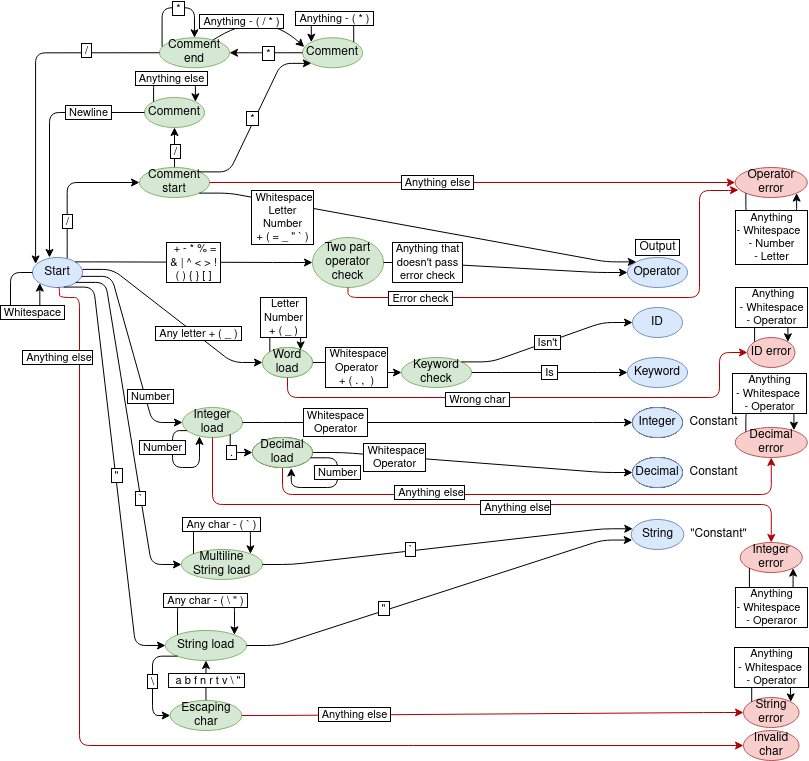 *
Anything - ( / * )
Anything - ( * )
Comment
end
/
*
Comment
Anything else
Comment
Newline
*
/
Comment
start
Anything else
Operator
error
/
Whitespace
Letter
Number
+ ( = _ " ` )
Anything
- Whitespace
- Number
- Letter
+ - * % =
& | ^ < > !
( ) { } [ ]
Two part
operator
check
Anything that
doesn't pass
error check
Output
Operator
Start
Whitespace
Error check
Anything
- Whitespace
- Operator
Letter
Number
+ ( _ )
Any letter + ( _ )
ID
Isn't
Anything else
Word
load
Whitespace
Operator
+ ( . , )
Keyword
check
Is
Keyword
ID error
Wrong char
Anything
- Whitespace
- Operator
Number
Integer
load
Whitespace
Operator
Integer
Constant
Decimal
error
Number
.
Decimal
load
Whitespace
Operator
Number
Decimal
Constant
"
`
Anything else
Anything else
Any char - ( ` )
String
"Constant"
Multiline
String load
`
Integer
error
Any char - ( \ " )
"
Anything
- Whitespace
- Operaror
String load
\
a b f n r t v \ "
Anything
- Whitespace
- Operator
Escaping
char
Anything else
String
error
Invalid
char